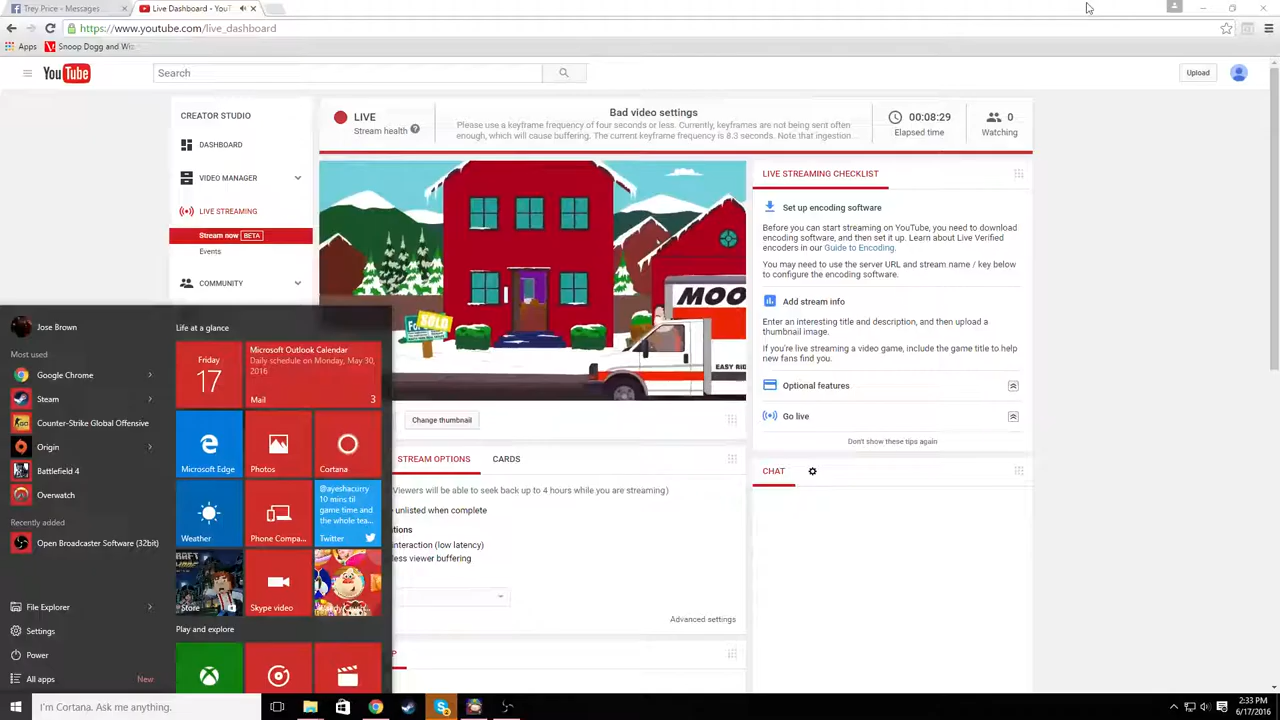 Trey Price - Messages
Live Dashboard - YouT
https://www.youtube.com/live_dashboard
Apps
Snoop Dogg and Wi
YouTube
Search
Upload
CREATOR STUDIO
DASHBOARD
VIDEO MANAGER
LIVE STREAMING
Stream now BETA
Events
COMMUNITY
LIVE
Stream health
Bad video settings
Please use a keyframe frequency of four seconds or less. Currently, keyframes are not being sent often
enough, which will cause buffering. The current keyframe frequency is 8.3 seconds. Note that ingestion
00:08:29
Elapsed time
0
Watching
SOLD
MOO
EASY RI
LIVE STREAMING CHECKLIST
Set up encoding software
Before you can start streaming on YouTube, you need to download
encoding software, and then set it up. Learn about Live Verified
encoders in our Guide to Encoding.
You may need to use the server URL and stream name / key below
to configure the encoding software.
Add stream info
Enter an interesting title and description, and then upload a
thumbnail image.
If you're live streaming a video game, include the game title to help
new fans find you.
Optional features
Go live
Don't show these tips again
CHAT
Change thumbnail
STREAM OPTIONS
CARDS
Viewers will be able to seek back up to 4 hours while you are streaming)
e unlisted when complete
tions
interaction (low latency)
less viewer buffering
Advanced settings
P
Jose Brown
Most used
Google Chrome
Steam
Counter-Strike Global Offensive
Origin
Battlefield 4
Overwatch
Recently added
Open Broadcaster Software (32bit)
File Explorer
Settings
Power
All apps
New
Life at a glance
Friday
17
Microsoft Outlook Calendar
Daily schedule on Monday, May 30,
2016
Mail
3
Microsoft Edge
Photos
Cortana
Weather
Phone Compa...
@ayeshacurry
10 mins til
game time and
the whole tea...
Twitter
Store
Skype video
Play and explore
I'm Cortana. Ask me anything.
2:33 PM
6/17/2016